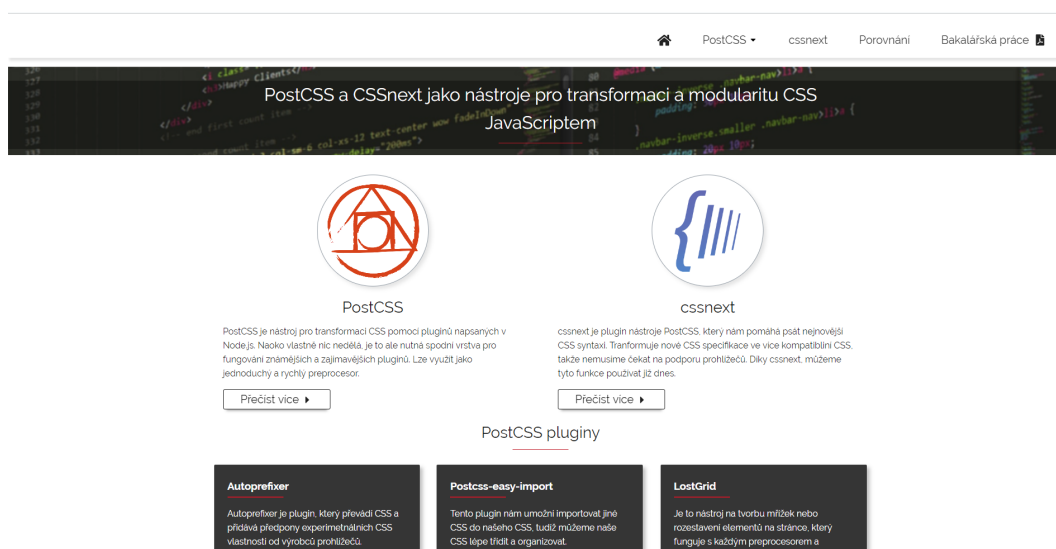 PostCSS cssnext Porovnání Bakalářská práce
PostCSS a CSSnext jako nástroje pro transformaci a modularitu CSS
JavaScriptem
PostCSS
PostCSS je nástroj pro transformaci CSS pomocí pluginů napsaných v
Node.js. Naoko vlastně nic nedělá, je to ale nutná spodní vrstva pro
fungování známějších a zajímavějších pluginů. Lze využít jako
jednoduchý a rychlý preprocesor.
Přečíst více
cssnext
cssnext je plugin nástroje PostCSS, který nám pomáhá psát nejnovější
CSS syntaxi. Tranformuje nové CSS specifikace ve více kompatiblní CSS,
takže nemusíme čekat na podporu prohlížečů. Díky cssnext, můžeme
tyto funkce používat již dnes.
Přečíst více
PostCSS pluginy
Autoprefixer
Autoprefixer je plugin, který převádí CSS a
přidává předpony experimetnálních CSS
vlastností od výrobců prohlížečů.
Postcss-easy-import
Tento plugin nám umožní importovat jiné
CSS do našeho CSS, tudíž můžeme naše
CSS lépe třídit a organizovat.
LostGrid
Je to nástroj na tvorbu mřížek nebo
rozestavení elementů na stránce, který
funguje s každým preprocesorem a